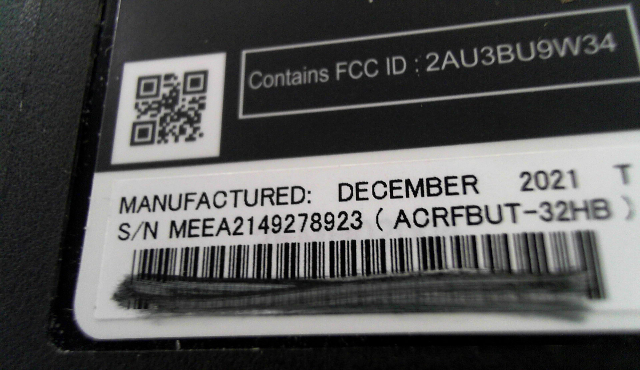 Contains FCC ID : 2AU3BU9W34
MANUFACTURED: DECEMBER 2021 T
S/N MEEA2149278923 ( ACRFBUT-32HB )